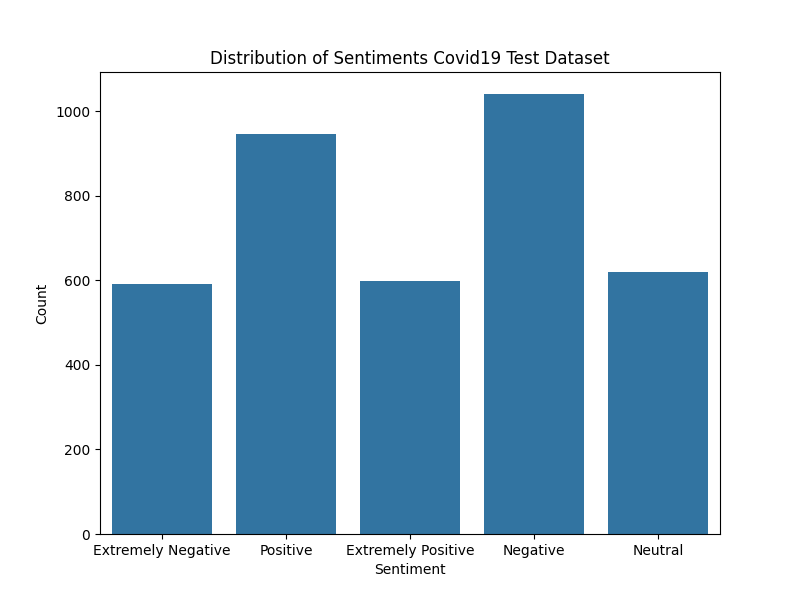 Distribution of Sentiments Covid19 Test Dataset
1000
800
600
400
200
0
Count
Extremely Negative Positive Extremely Positive Negative Neutral
Sentiment